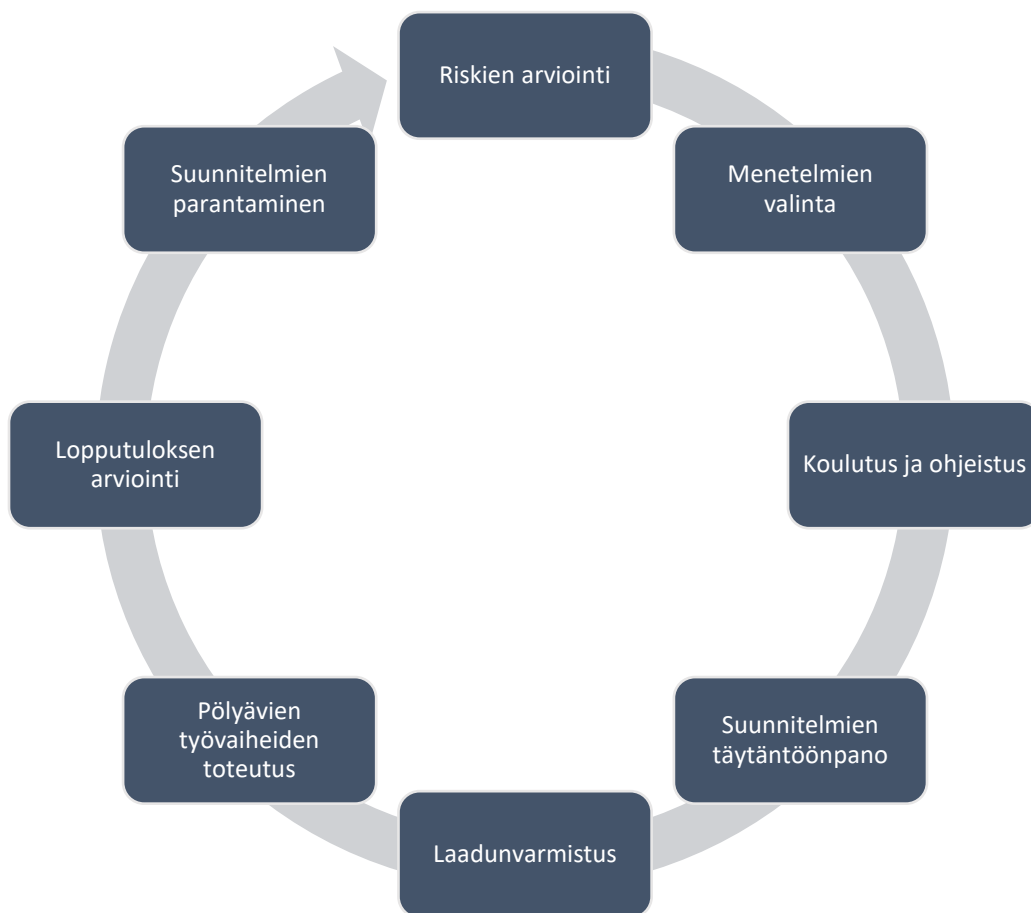 Riskien arviointi
Menetelmien
valinta
Koulutus ja ohjeistus
Suunnitelmien
täytäntöönpano
Laadunvarmistus
Pölyävien
työvaiheiden
toteutus
Lopputuloksen
arviointi
Suunnitelmien
parantaminen